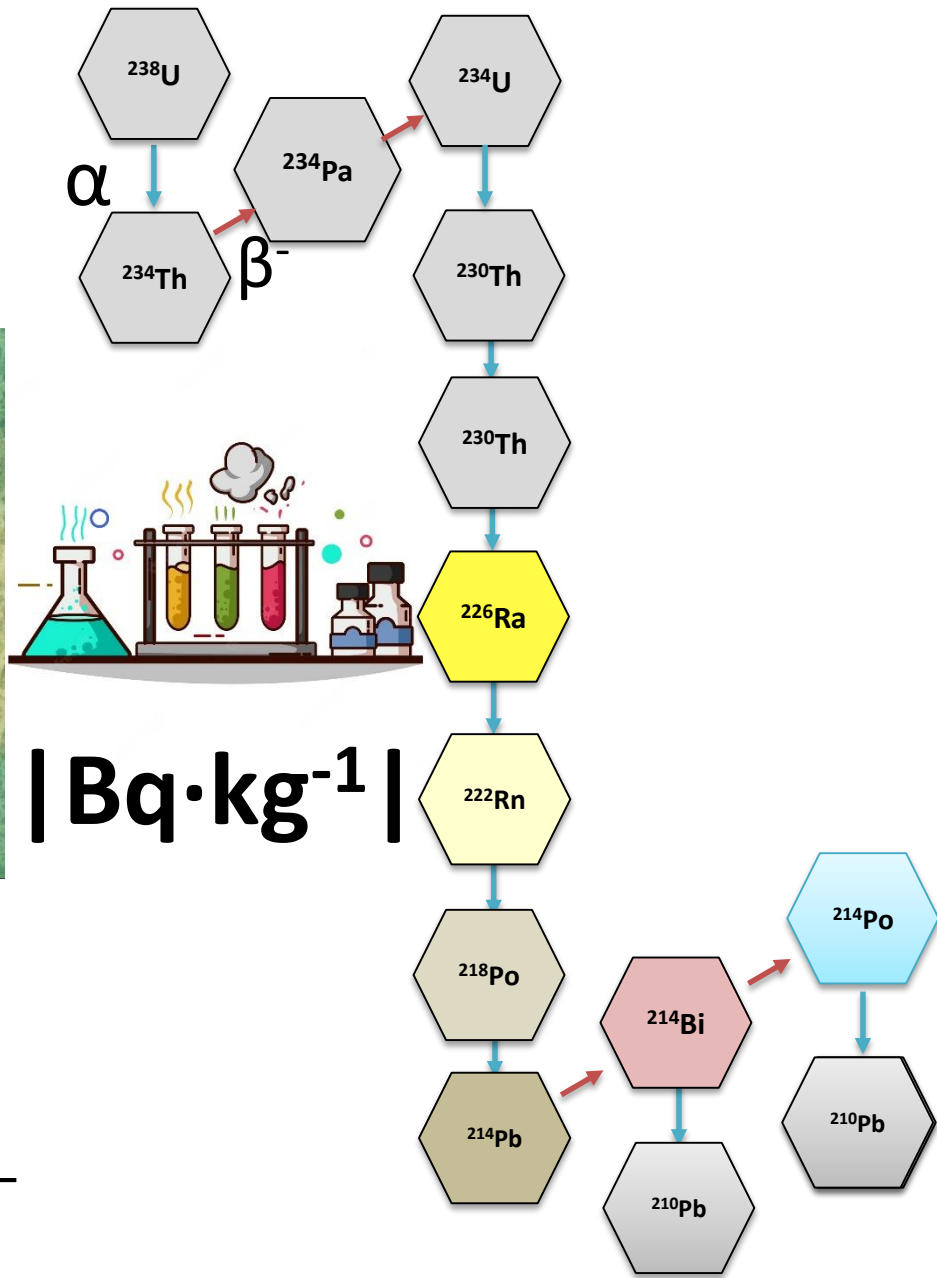 ²³⁸U
²³⁴U
²³⁴Pa
α
²³⁴Th
β⁻
²³⁰Th
²³⁰Th
²²⁶Ra
|Bq·kg⁻¹|
²²²Rn
²¹⁸Po
²¹⁴Po
²¹⁴Bi
²¹⁴Pb
²¹⁰Pb
²¹⁰Pb